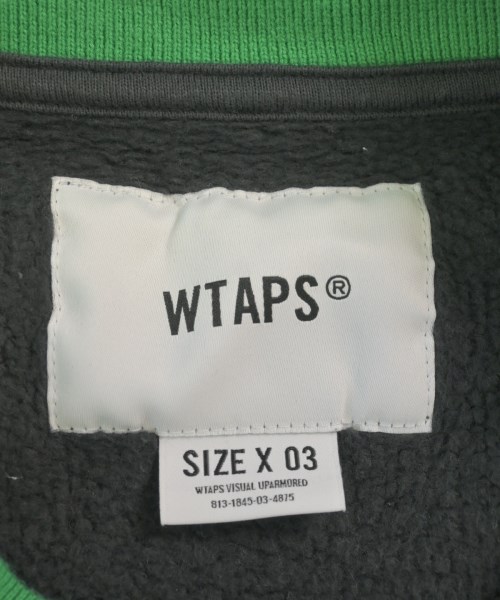 WTAPS®
SIZE X 03
WTAPS VISUAL UPARMORED
813-1845-03-4875